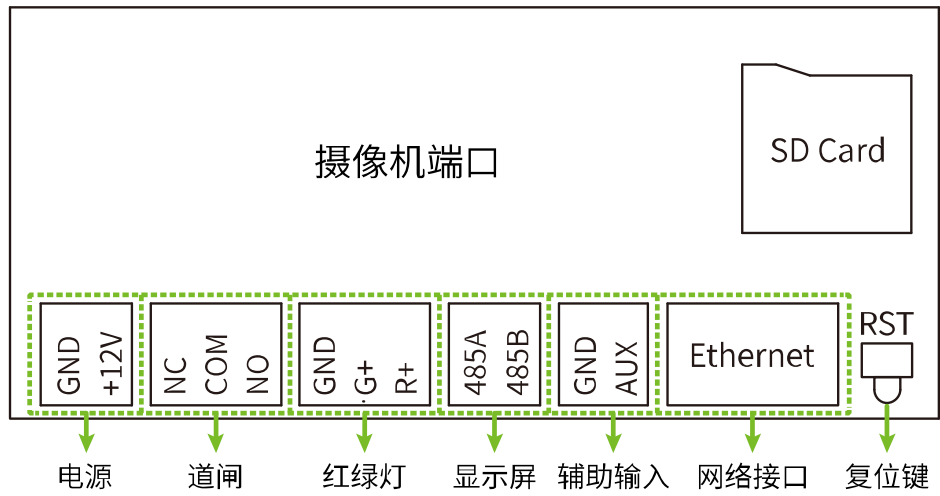 摄像机端口
SD Card
GND
+12V
NC
COM
NO
GND
G+
R+
485A
485B
GND
AUX
Ethernet
RST
电源
道闸
红绿灯
显示屏
辅助输入
网络接口
复位键